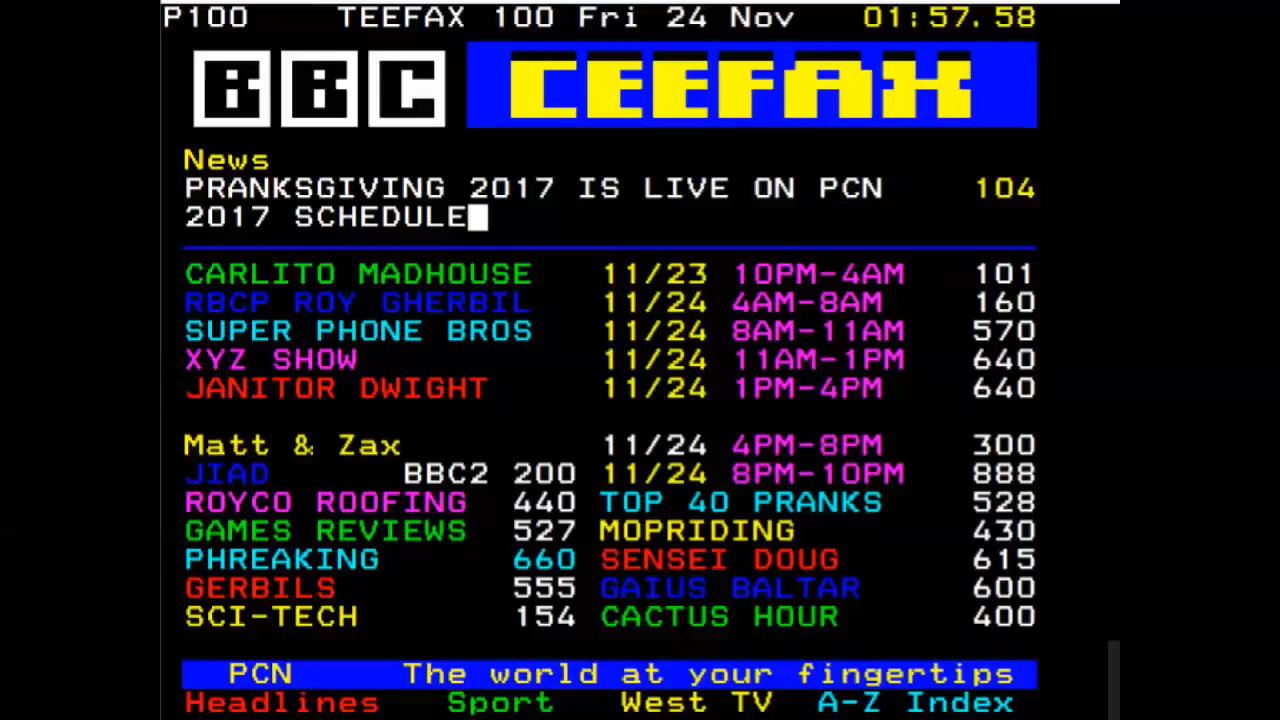 P100 TEEFAX 100 Fri 24 Nov 01:57.58
BBC CEEFAX
News
PRANKSGIVING 2017 IS LIVE ON PCN 104
2017 SCHEDULE
CARLITO MADHOUSE 11/23 10PM-4AM 101
RBCP ROY GHERBIL 11/24 4AM-8AM 160
SUPER PHONE BROS 11/24 8AM-11AM 570
XYZ SHOW 11/24 11AM-1PM 640
JANITOR DWIGHT 11/24 1PM-4PM 640
Matt & Zax 11/24 4PM-8PM 300
JIAD BBC2 200 11/24 8PM-10PM 888
ROYCO ROOFING 440 TOP 40 PRANKS 528
GAMES REVIEWS 527 MOPRIDING 430
PHREAKING 660 SENSEI DOUG 615
GERBILS 555 GAIUS BALTAR 600
SCI-TECH 154 CACTUS HOUR 400
PCN The world at your fingertips
Headlines Sport West TV A-Z Index